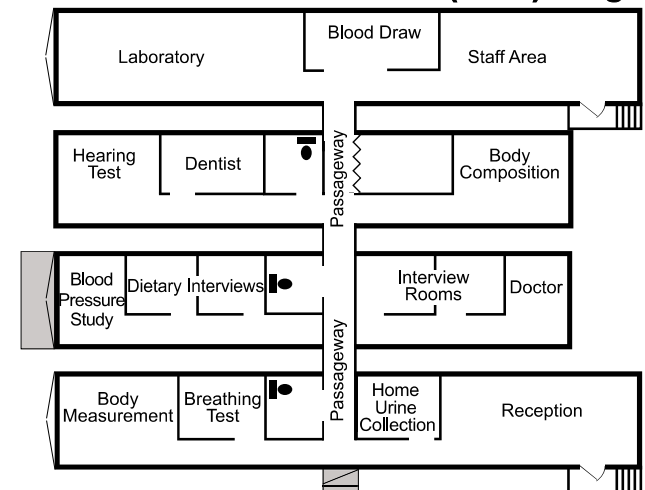 Laboratory
Blood Draw
Staff Area
Hearing
Test
Dentist
Passageway
Body
Composition
Blood
Pressure
Study
Dietary Interviews
Interview
Rooms
Doctor
Body
Measurement
Breathing
Test
Passageway
Home
Urine
Collection
Reception